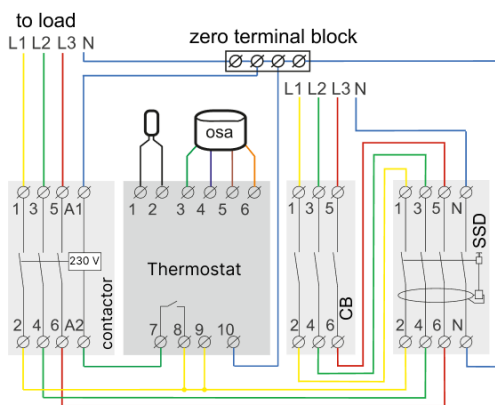 to load
L1 L2 L3 N
zero terminal block
L1 L2 L3 N
osa
1 3 5 A1
1 2 3 4 5 6
1 3 5
1 3 5 N
SSD
230 V
Thermostat
contactor
CB
2 4 6 A2
7 8 9 10
2 4 6
2 4 6 N